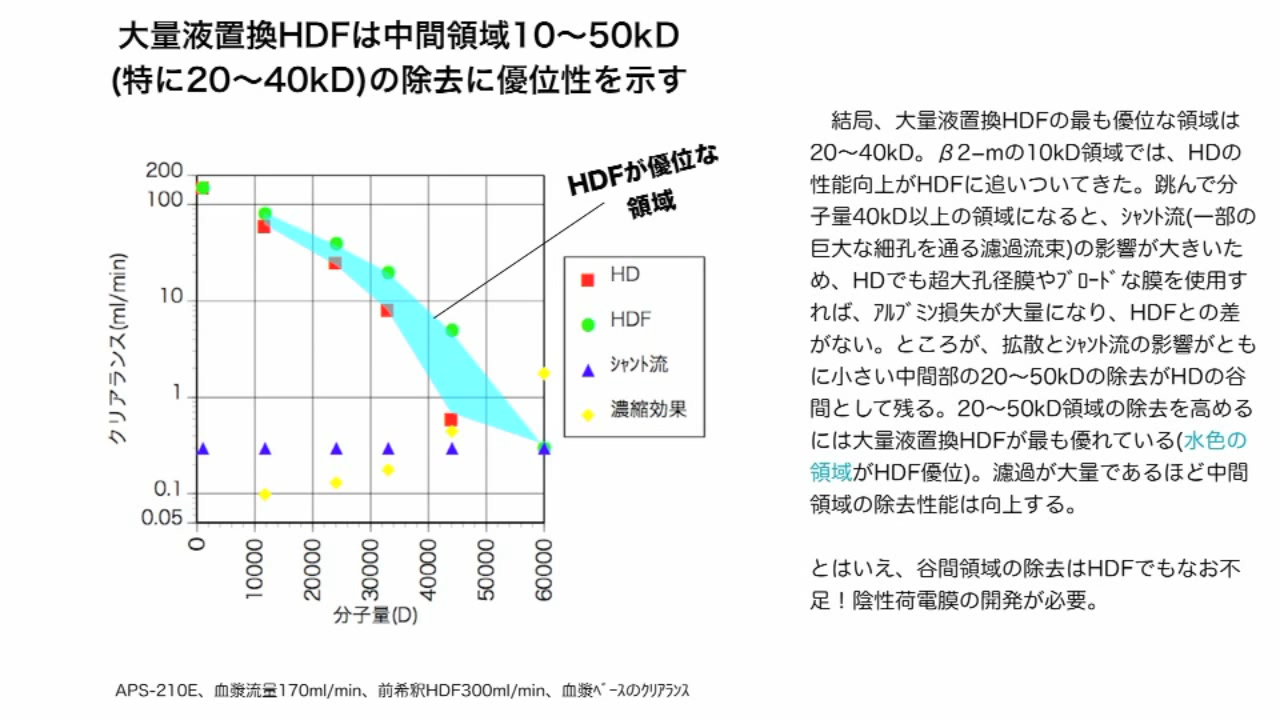 大量液置換HDFは中間領域10〜50kD
(特に20〜40kD)の除去に優位性を示す
HDFが優位な
領域
クリアランス(ml/min)
200
100
10
1
0.1
0.05
0
10000
20000
30000
40000
50000
60000
分子量(D)
HD
HDF
ｼｬﾝﾄ流
濃縮効果
結局、大量液置換HDFの最も優位な領域は
20〜40kD。β2−mの10kD領域では、HDの
性能向上がHDFに追いついてきた。跳んで分
子量40kD以上の領域になると、ｼｬﾝﾄ流(一部の
巨大な細孔を通る濾過流束)の影響が大きいた
め、HDでも超大孔径膜やﾌﾞﾛｰﾄﾞな膜を使用す
れば、ｱﾙﾌﾞﾐﾝ損失が大量になり、HDFとの差
がない。ところが、拡散とｼｬﾝﾄ流の影響がとも
に小さい中間部の20〜50kDの除去がHDの谷
間として残る。20〜50kD領域の除去を高める
には大量液置換HDFが最も優れている(水色の
領域がHDF優位)。濾過が大量であるほど中間
領域の除去性能は向上する。
とはいえ、谷間領域の除去はHDFでもなお不
足！陰性荷電膜の開発が必要。
APS-210E、血漿流量170ml/min、前希釈HDF300ml/min、血漿ﾍﾞｰｽのｸﾘｱﾗﾝｽ